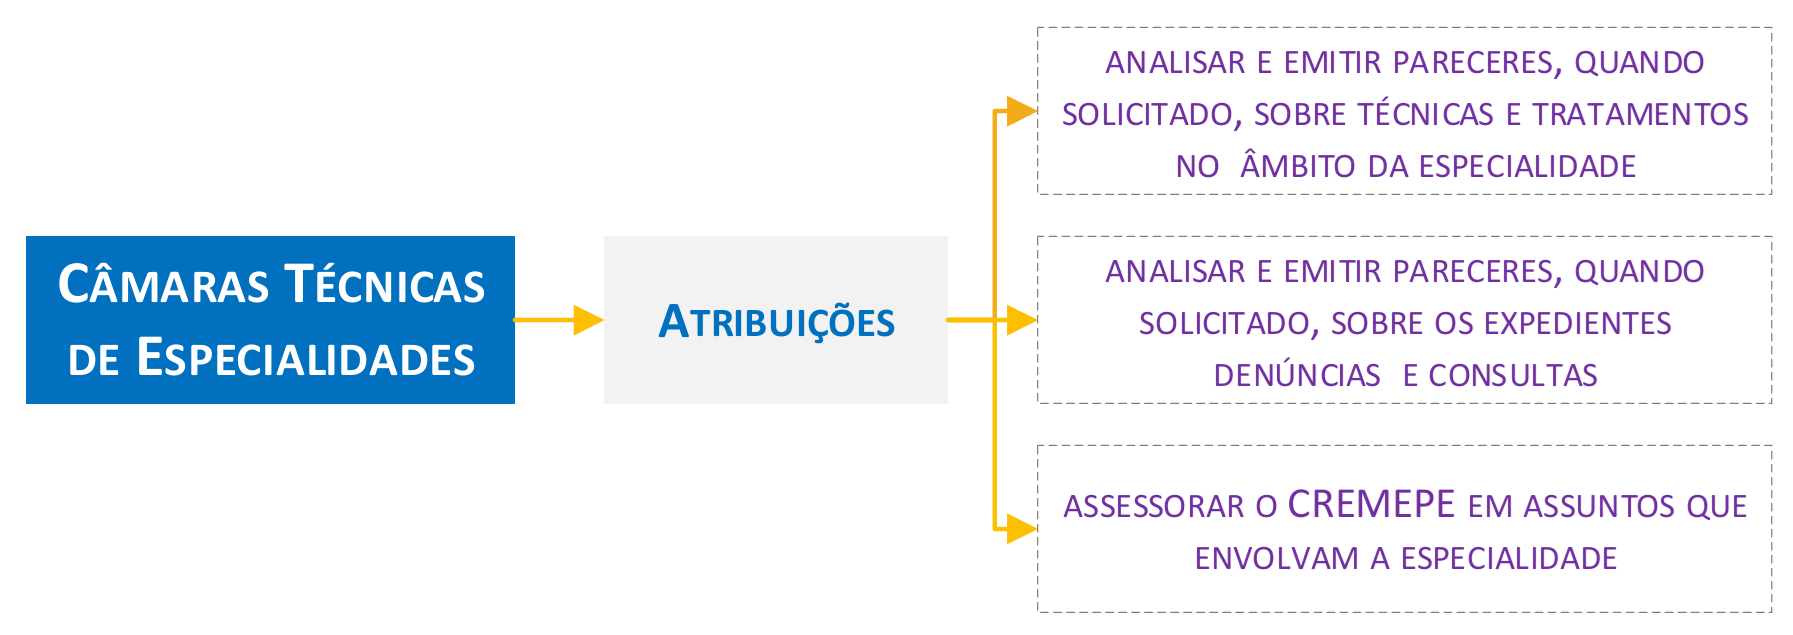 CÂMARAS TÉCNICAS
DE ESPECIALIDADES
ATRIBUIÇÕES
ANALISAR E EMITIR PARECERES, QUANDO
SOLICITADO, SOBRE TÉCNICAS E TRATAMENTOS
NO ÂMBITO DA ESPECIALIDADE
ANALISAR E EMITIR PARECERES, QUANDO
SOLICITADO, SOBRE OS EXPEDIENTES
DENÚNCIAS E CONSULTAS
ASSESSORAR O CREMEPE EM ASSUNTOS QUE
ENVOLVAM A ESPECIALIDADE